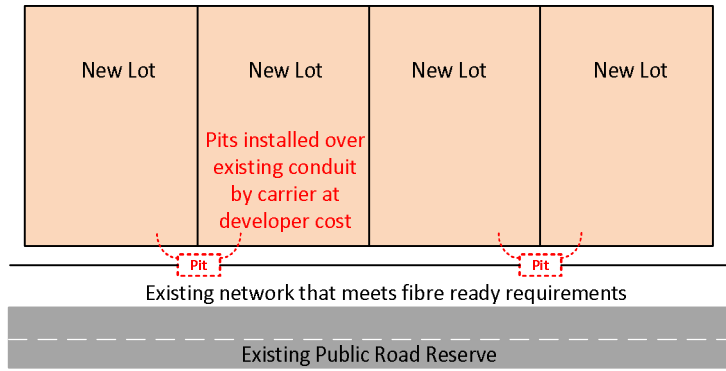 New Lot
New Lot
New Lot
New Lot
Pits installed over
existing conduit
by carrier at
developer cost
Pit
Pit
Existing network that meets fibre ready requirements
Existing Public Road Reserve